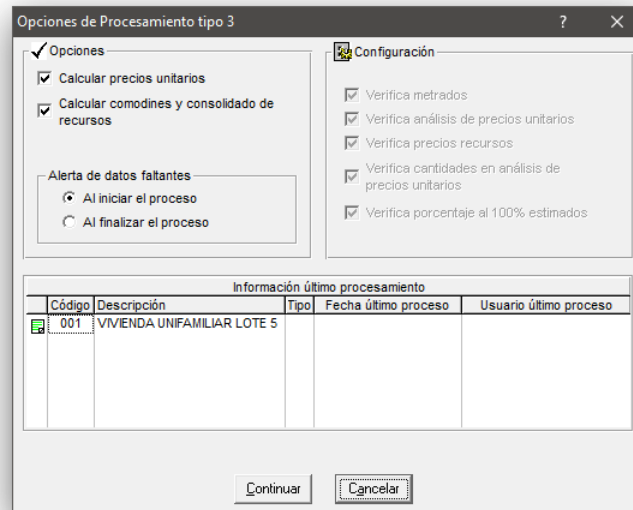 Opciones de Procesamiento tipo 3
?
Opciones
Calcular precios unitarios
Calcular comodines y consolidado de
recursos
Alerta de datos faltantes
Al iniciar el proceso
Al finalizar el proceso
Configuración
Verifica metrados
Verifica análisis de precios unitarios
Verifica precios recursos
Verifica cantidades en análisis de
precios unitarios
Verifica porcentaje al 100% estimados
Información último procesamiento
Código Descripción Tipo Fecha último proceso Usuario último proceso
001 VIVIENDA UNIFAMILIAR LOTE 5
Continuar Cancelar